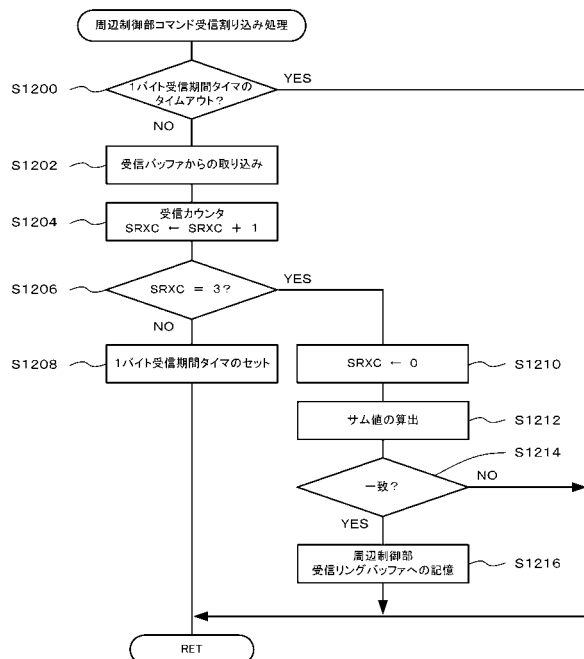 周辺制御部コマンド受信割り込み処理
S1200
1バイト受信期間タイマの
タイムアウト?
YES
NO
S1202
受信バッファからの取り込み
S1204
受信カウンタ
SRXC ← SRXC + 1
S1206
SRXC = 3?
YES
NO
S1208
1バイト受信期間タイマのセット
SRXC ← 0
S1210
サム値の算出
S1212
S1214
一致?
NO
YES
周辺制御部
受信リングバッファへの記憶
S1216
RET